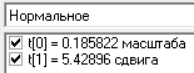 Нормальное
t[0] = 0.185822 масштаба
t[1] = 5.42896 сдвига